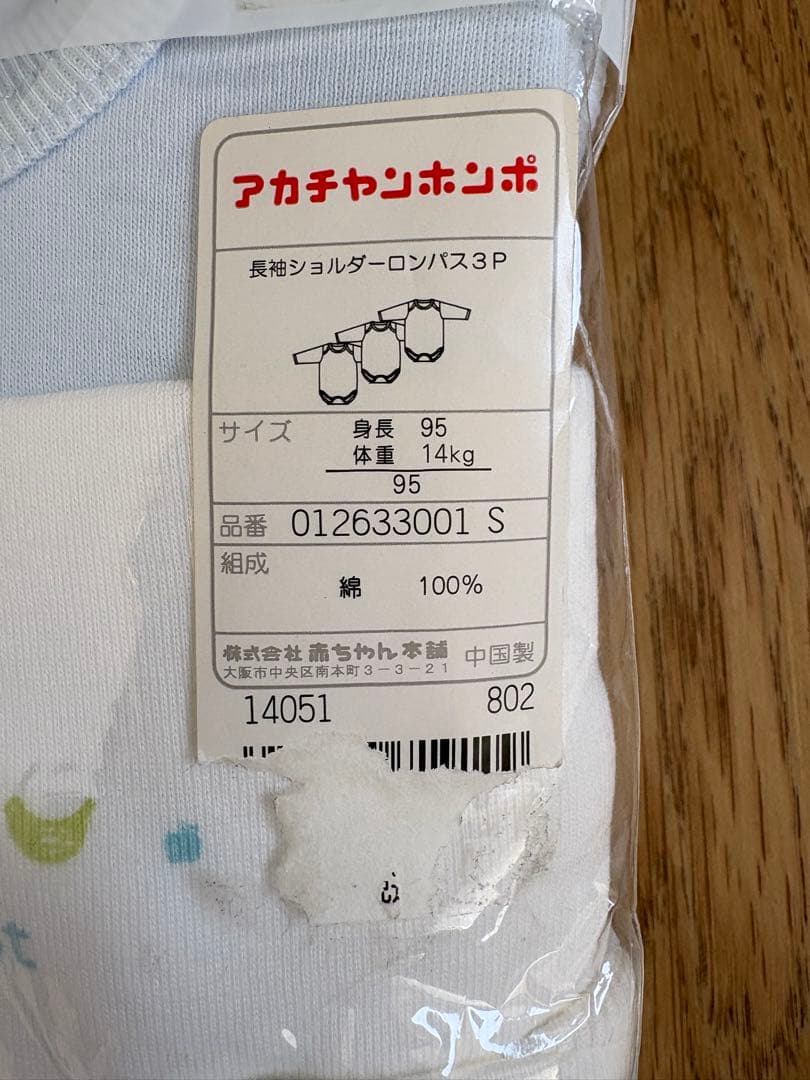 アカチャンホンポ
長袖ショルダーロンパス3P
サイズ 身長 95
体重 14kg
95
品番 012633001 S
組成
綿 100%
株式会社 赤ちゃん本舗 中国製
大阪市中央区南本町3-3-21
14051 802